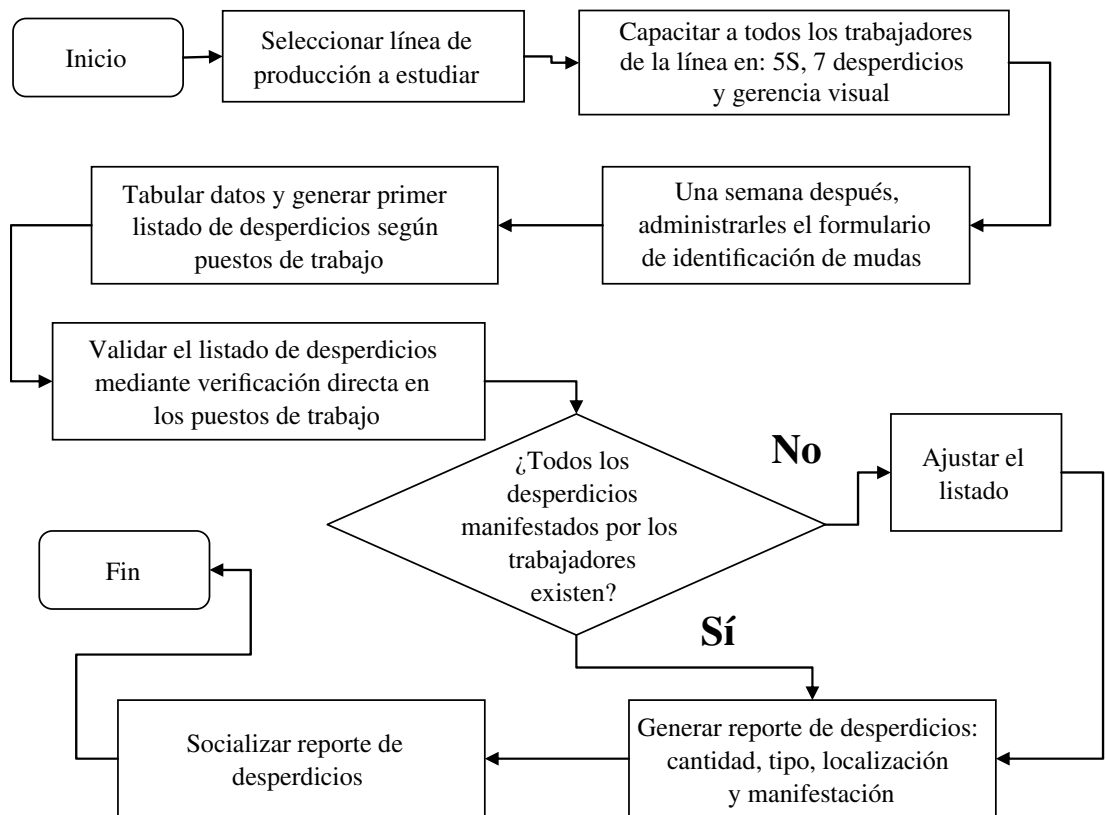 Inicio
Seleccionar línea de
producción a estudiar
Capacitar a todos los trabajadores
de la línea en: 5S, 7 desperdicios
y gerencia visual
Una semana después,
administrarles el formulario
de identificación de mudas
Tabular datos y generar primer
listado de desperdicios según
puestos de trabajo
Validar el listado de desperdicios
mediante verificación directa en
los puestos de trabajo
¿Todos los
desperdicios
manifestados por los
trabajadores
existen?
No
Ajustar el
listado
Sí
Generar reporte de desperdicios:
cantidad, tipo, localización
y manifestación
Socializar reporte de
desperdicios
Fin